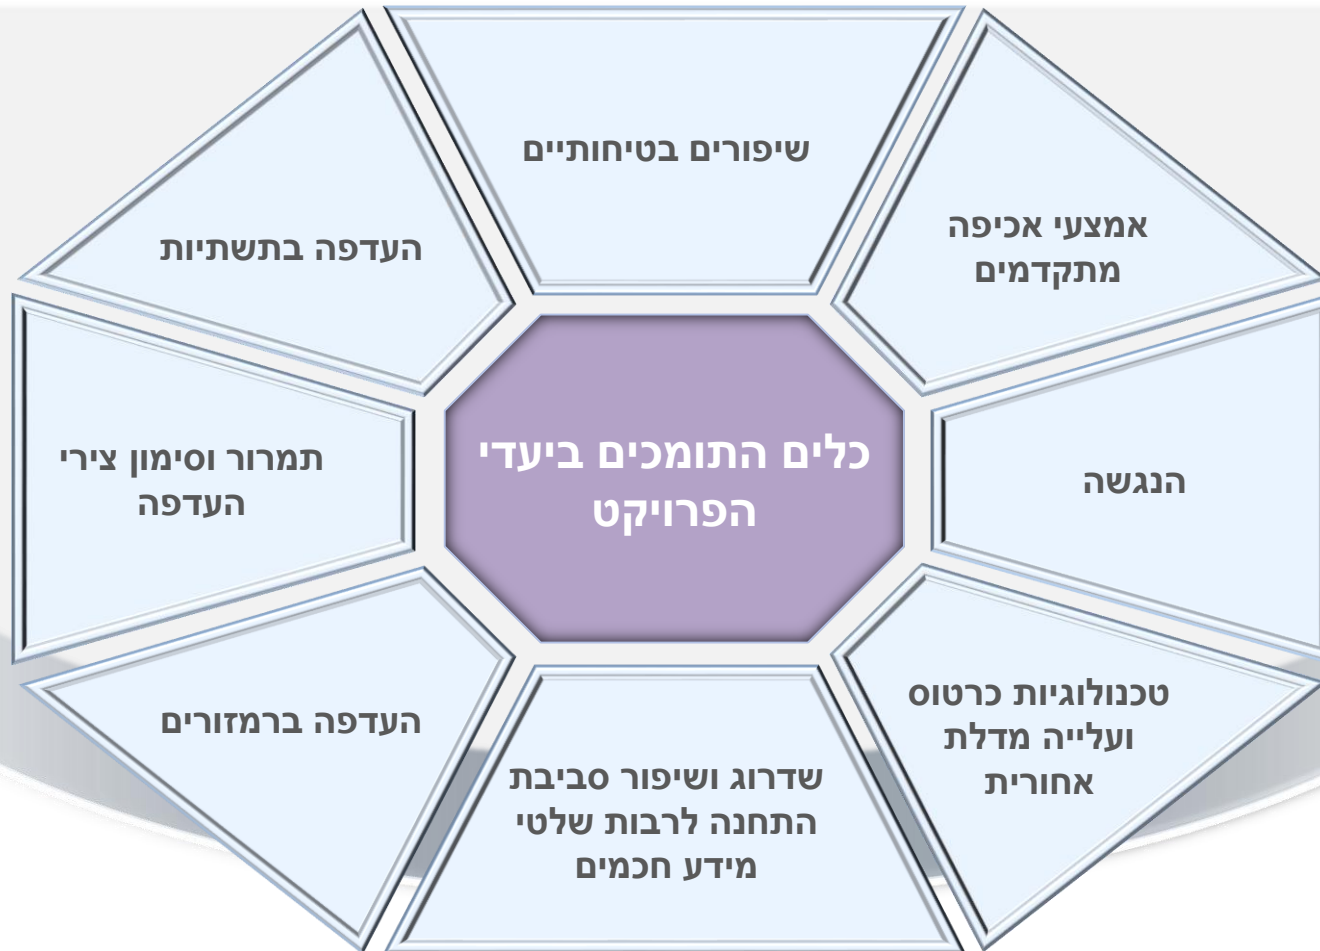 שיפורים בטיחותיים
אמצעי אכיפה
מתקדמים
העדפה בתשתיות
הנגשה
כלים התומכים ביעדי
הפרויקט
תמרור וסימון צירי
העדפה
טכנולוגיות כרטוס
ועלייה מדלת
אחורית
שדרוג ושיפור סביבת
התחנה לרבות שלטי
מידע חכמים
העדפה ברמזורים